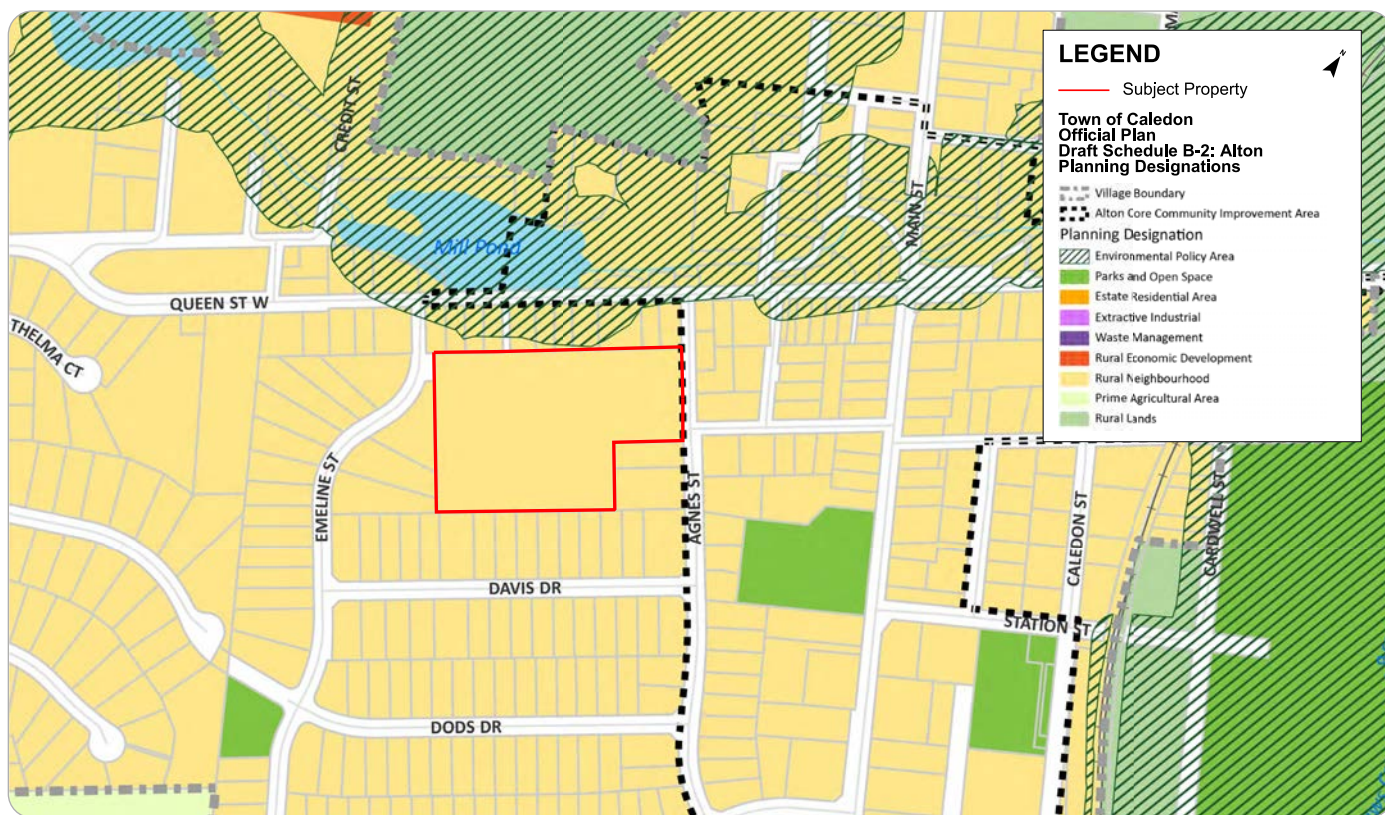 LEGEND
N
Subject Property
Town of Caledon
Official Plan
Draft Schedule B-2: Alton
Planning Designations
Village Boundary
Alton Core Community Improvement Area
Planning Designation
Environmental Policy Area
Parks and Open Space
Estate Residential Area
Extractive Industrial
Waste Management
Rural Economic Development
Rural Neighbourhood
Prime Agricultural Area
Rural Lands
CREDIT ST
MAIN ST
Mill Pond
QUEEN ST W
THELMA CT
EMELINE ST
AGNES ST
CALEDON ST
CARDWELL ST
DAVIS DR
STATION ST
DODS DR